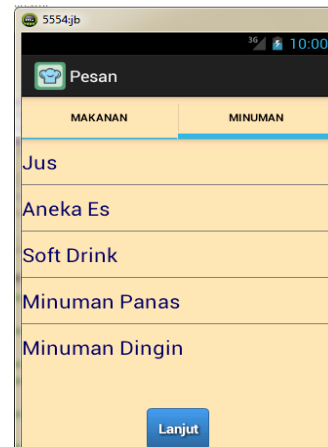 5554:jb
3G 10:00
Pesan
MAKANAN MINUMAN
Jus
Aneka Es
Soft Drink
Minuman Panas
Minuman Dingin
Lanjut